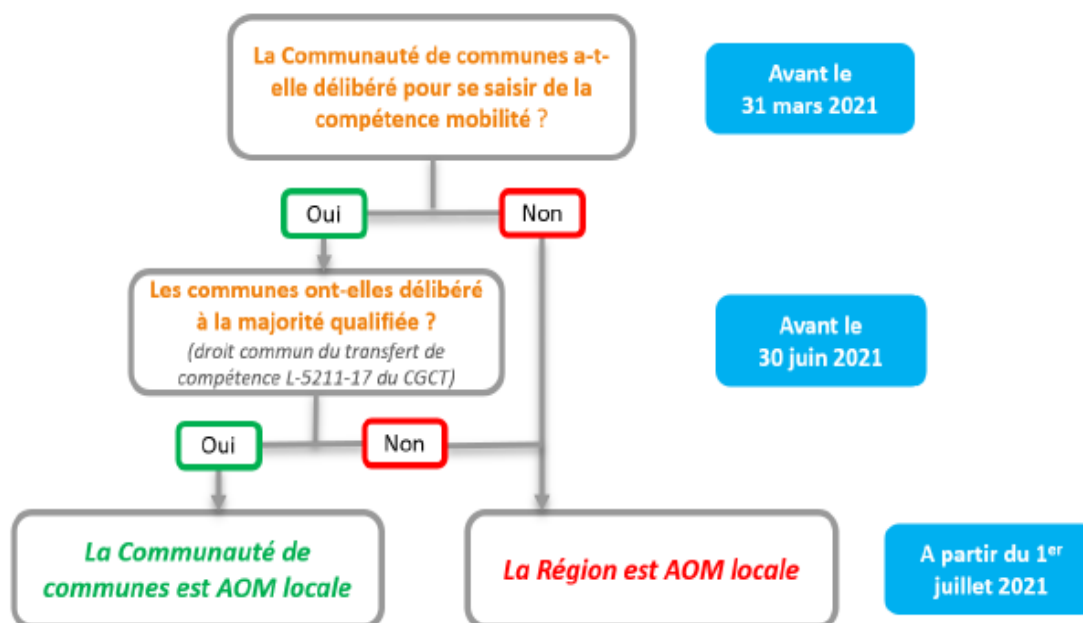 La Communauté de communes a-t-
elle délibéré pour se saisir de la
compétence mobilité ?
Avant le
31 mars 2021
Oui
Non
Les communes ont-elles délibéré
à la majorité qualifiée ?
(droit commun du transfert de
compétence L-5211-17 du CGCT)
Avant le
30 juin 2021
Oui
Non
La Communauté de
communes est AOM locale
La Région est AOM locale
A partir du 1er
juillet 2021